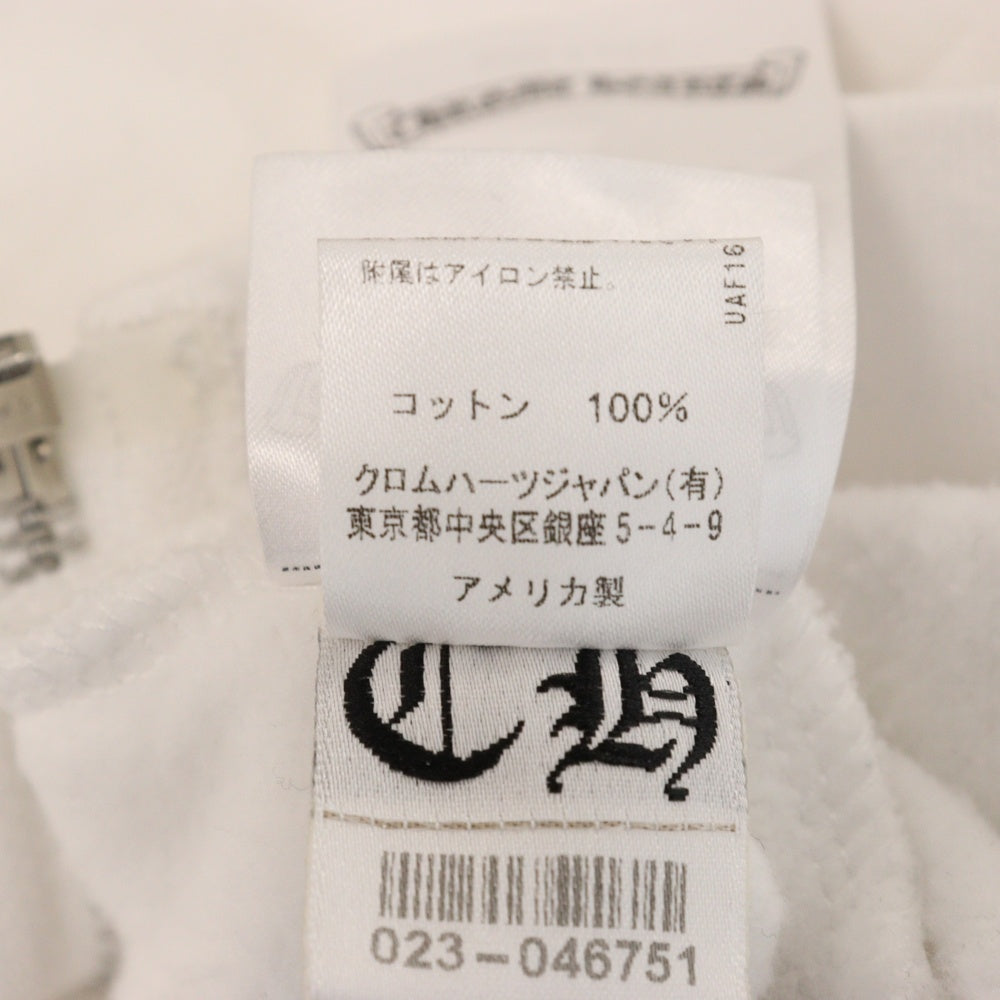 附属はアイロン禁止。
UAF16
コットン 100%
クロムハーツジャパン(有)
東京都中央区銀座5-4-9
アメリカ製
CH
023-046751